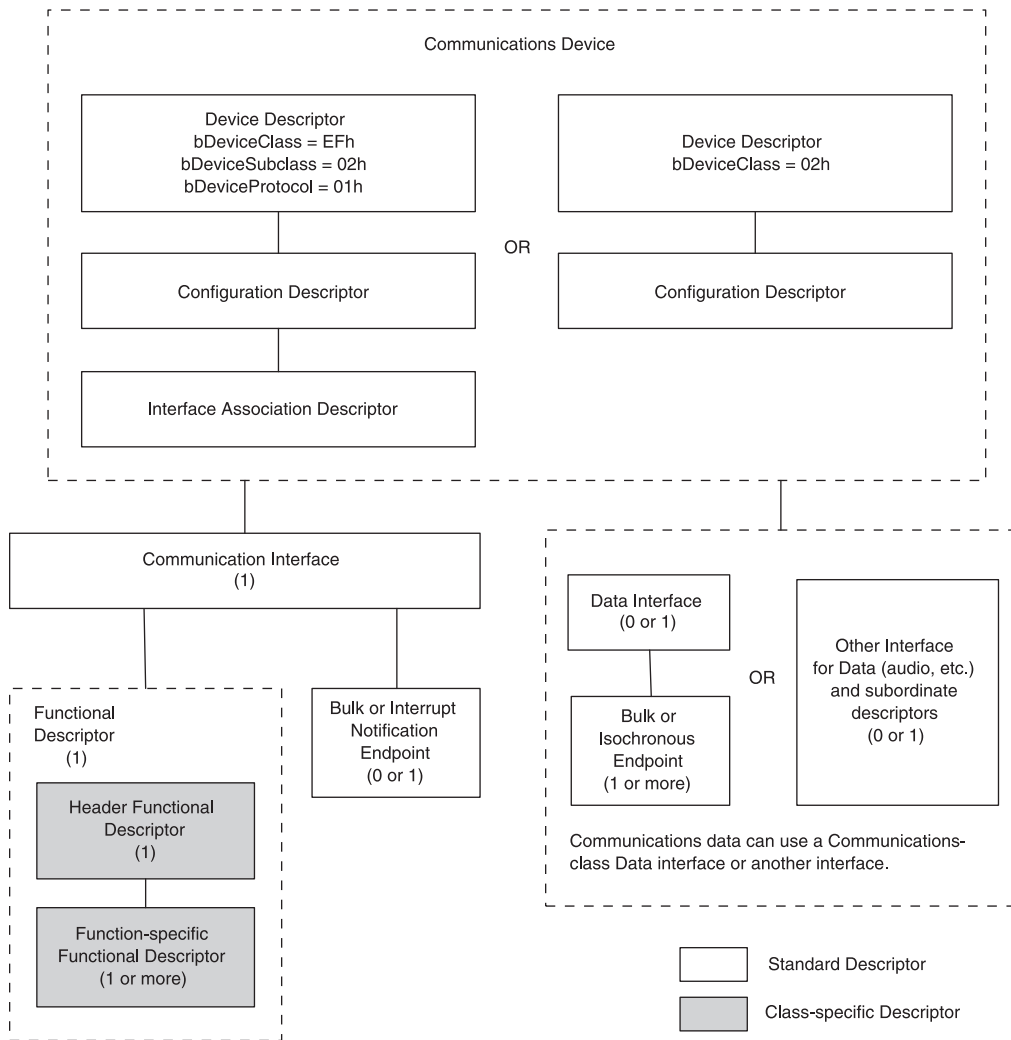 Communications Device
Device Descriptor
bDeviceClass = EFh
bDeviceSubclass = 02h
bDeviceProtocol = 01h
Device Descriptor
bDeviceClass = 02h
OR
Configuration Descriptor
Configuration Descriptor
Interface Association Descriptor
Communication Interface
(1)
Functional
Descriptor
(1)
Header Functional
Descriptor
(1)
Function-specific
Functional Descriptor
(1 or more)
Bulk or Interrupt
Notification
Endpoint
(0 or 1)
Data Interface
(0 or 1)
Bulk or
Isochronous
Endpoint
(1 or more)
OR
Other Interface
for Data (audio, etc.)
and subordinate
descriptors
(0 or 1)
Communications data can use a Communications-
class Data interface or another interface.
Standard Descriptor
Class-specific Descriptor